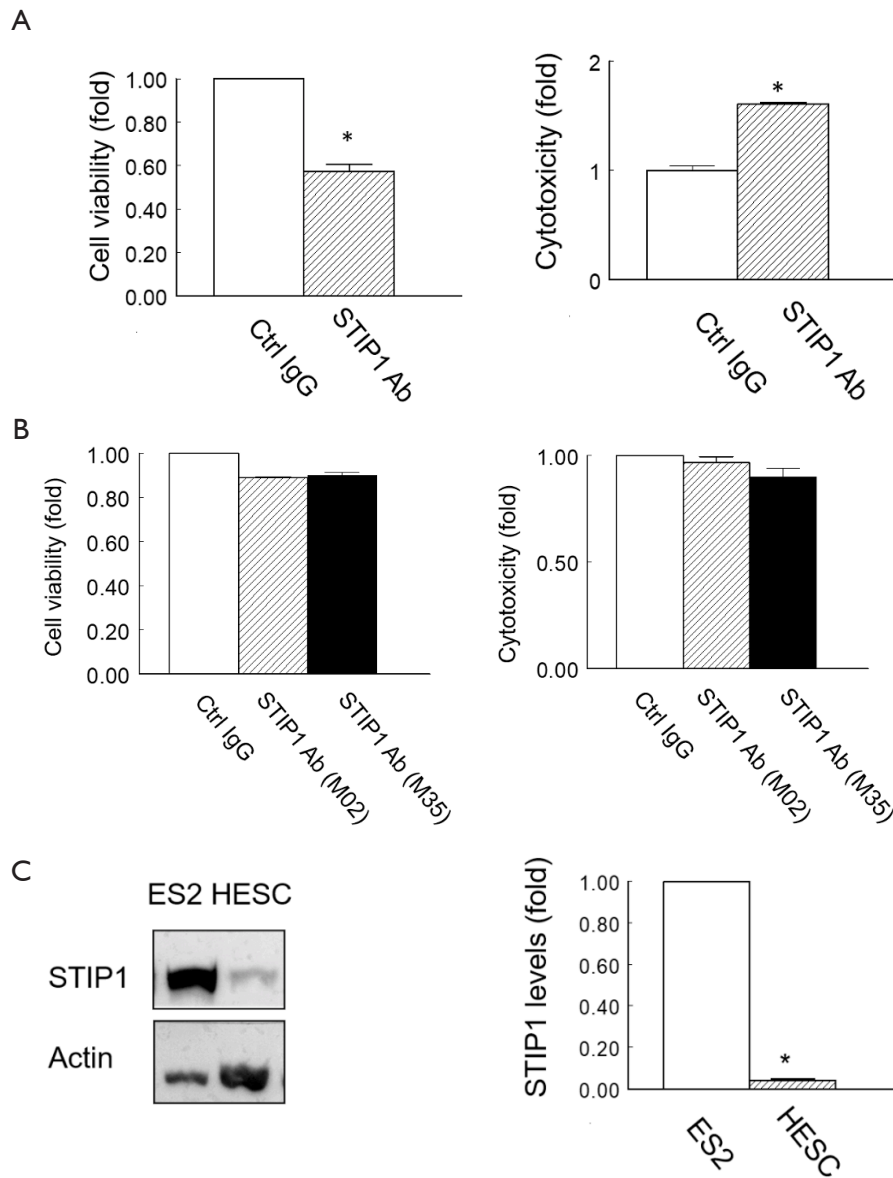 A
Cell viability (fold)
1.00
0.80
0.60
0.40
0.20
0.00
*
Ctrl IgG
STIP1 Ab
Cytotoxicity (fold)
2
1
0
*
Ctrl IgG
STIP1 Ab
B
Cell viability (fold)
1.00
0.80
0.60
0.40
0.20
0.00
Ctrl IgG
STIP1 Ab (M02)
STIP1 Ab (M35)
Cytotoxicity (fold)
1.00
0.50
0.00
Ctrl IgG
STIP1 Ab (M02)
STIP1 Ab (M35)
C
ES2 HESC
STIP1
Actin
STIP1 levels (fold)
1.00
0.80
0.60
0.40
0.20
0.00
*
ES2
HESC